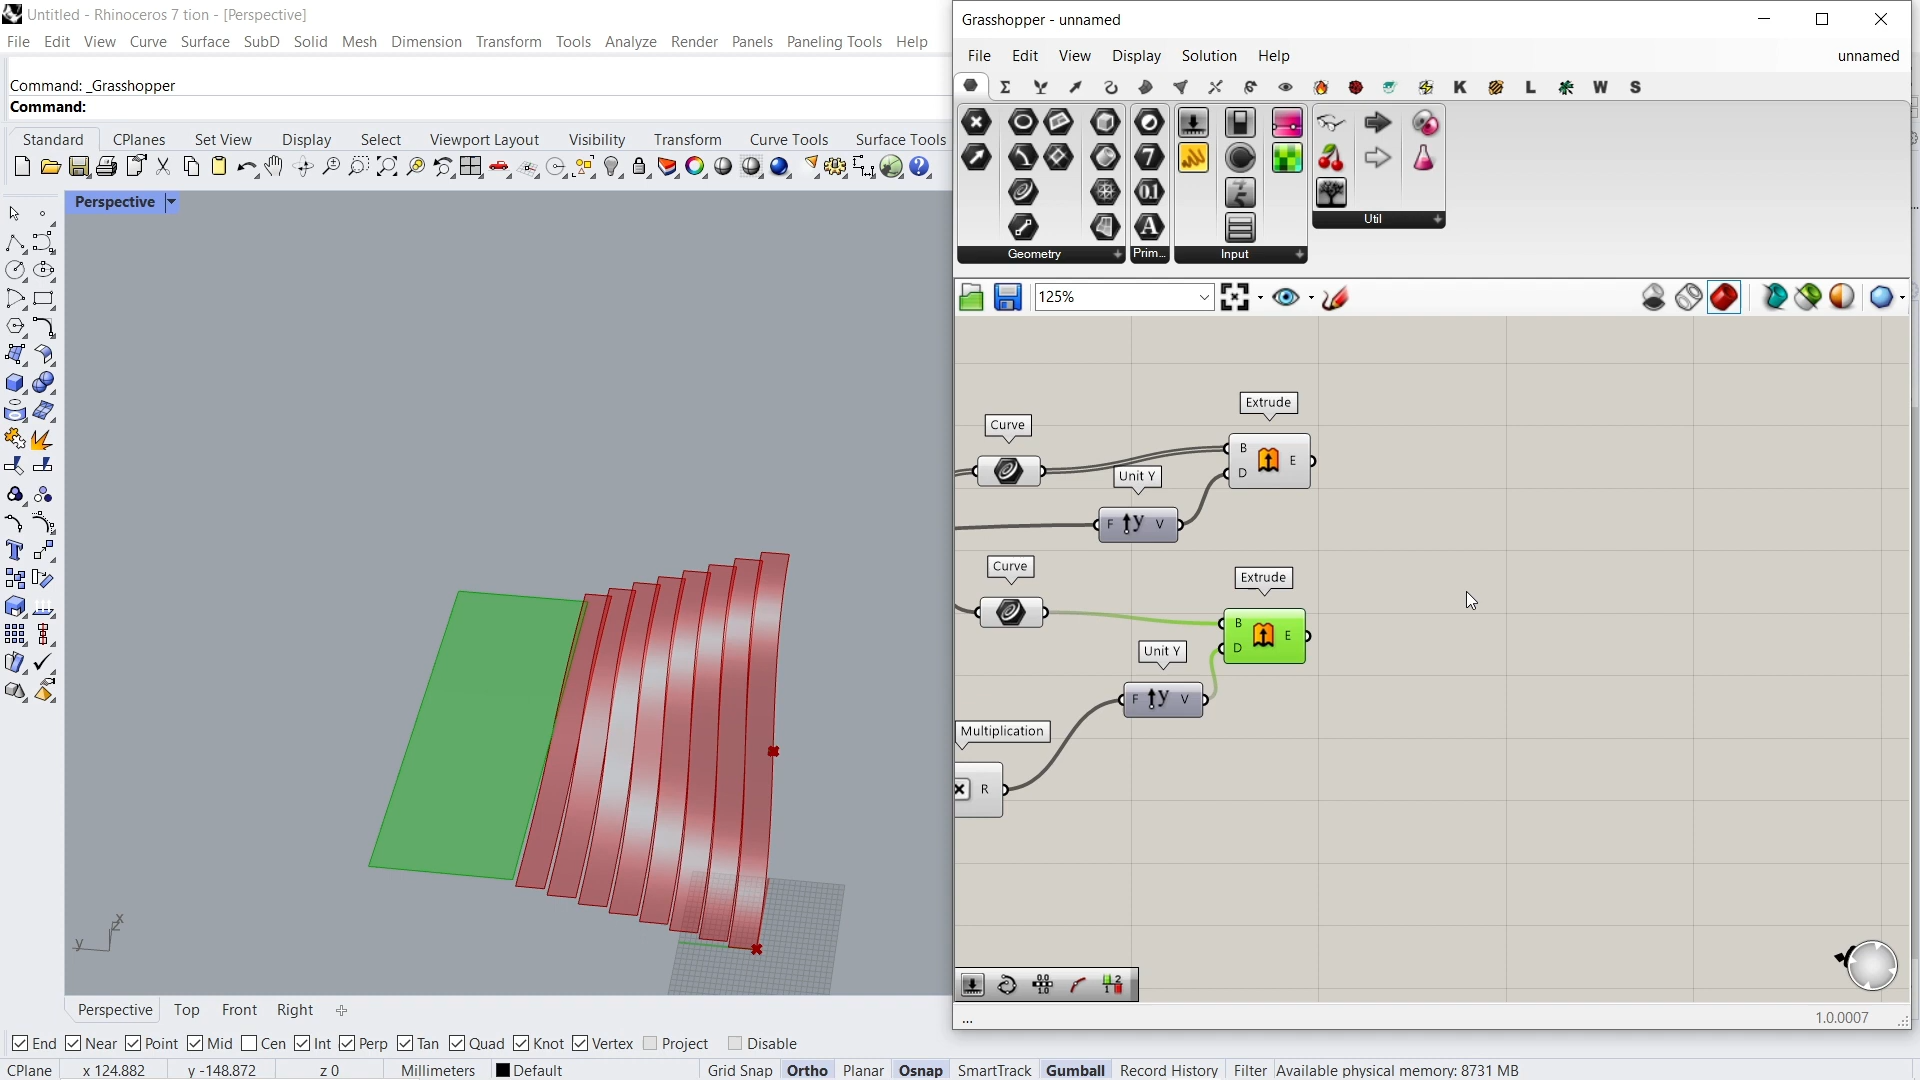 Untitled - Rhinoceros 7 tion - [Perspective]
File Edit View Curve Surface SubD Solid Mesh Dimension Transform Tools Analyze Render Panels Paneling Tools Help
Command: _Grasshopper
Command:
Standard CPlanes Set View Display Select Viewport Layout Visibility Transform Curve Tools Surface Tools
Perspective
y z x
Perspective Top Front Right
End Near Point Mid Cen Int Perp Tan Quad Knot Vertex Project Disable
CPlane x 124.882 y -148.872 z 0 Millimeters Default Grid Snap Ortho Planar Osnap SmartTrack Gumball Record History Filter Available physical memory: 8731 MB
Grasshopper - unnamed
File Edit View Display Solution Help unnamed
K L W S
7
0.1
A
Geometry Prim... Input Util
125%
Extrude
Curve
B
D E
Unit Y
F y V
Curve
Extrude
B
D E
Unit Y
F y V
Multiplication
R
...
1.0.0007